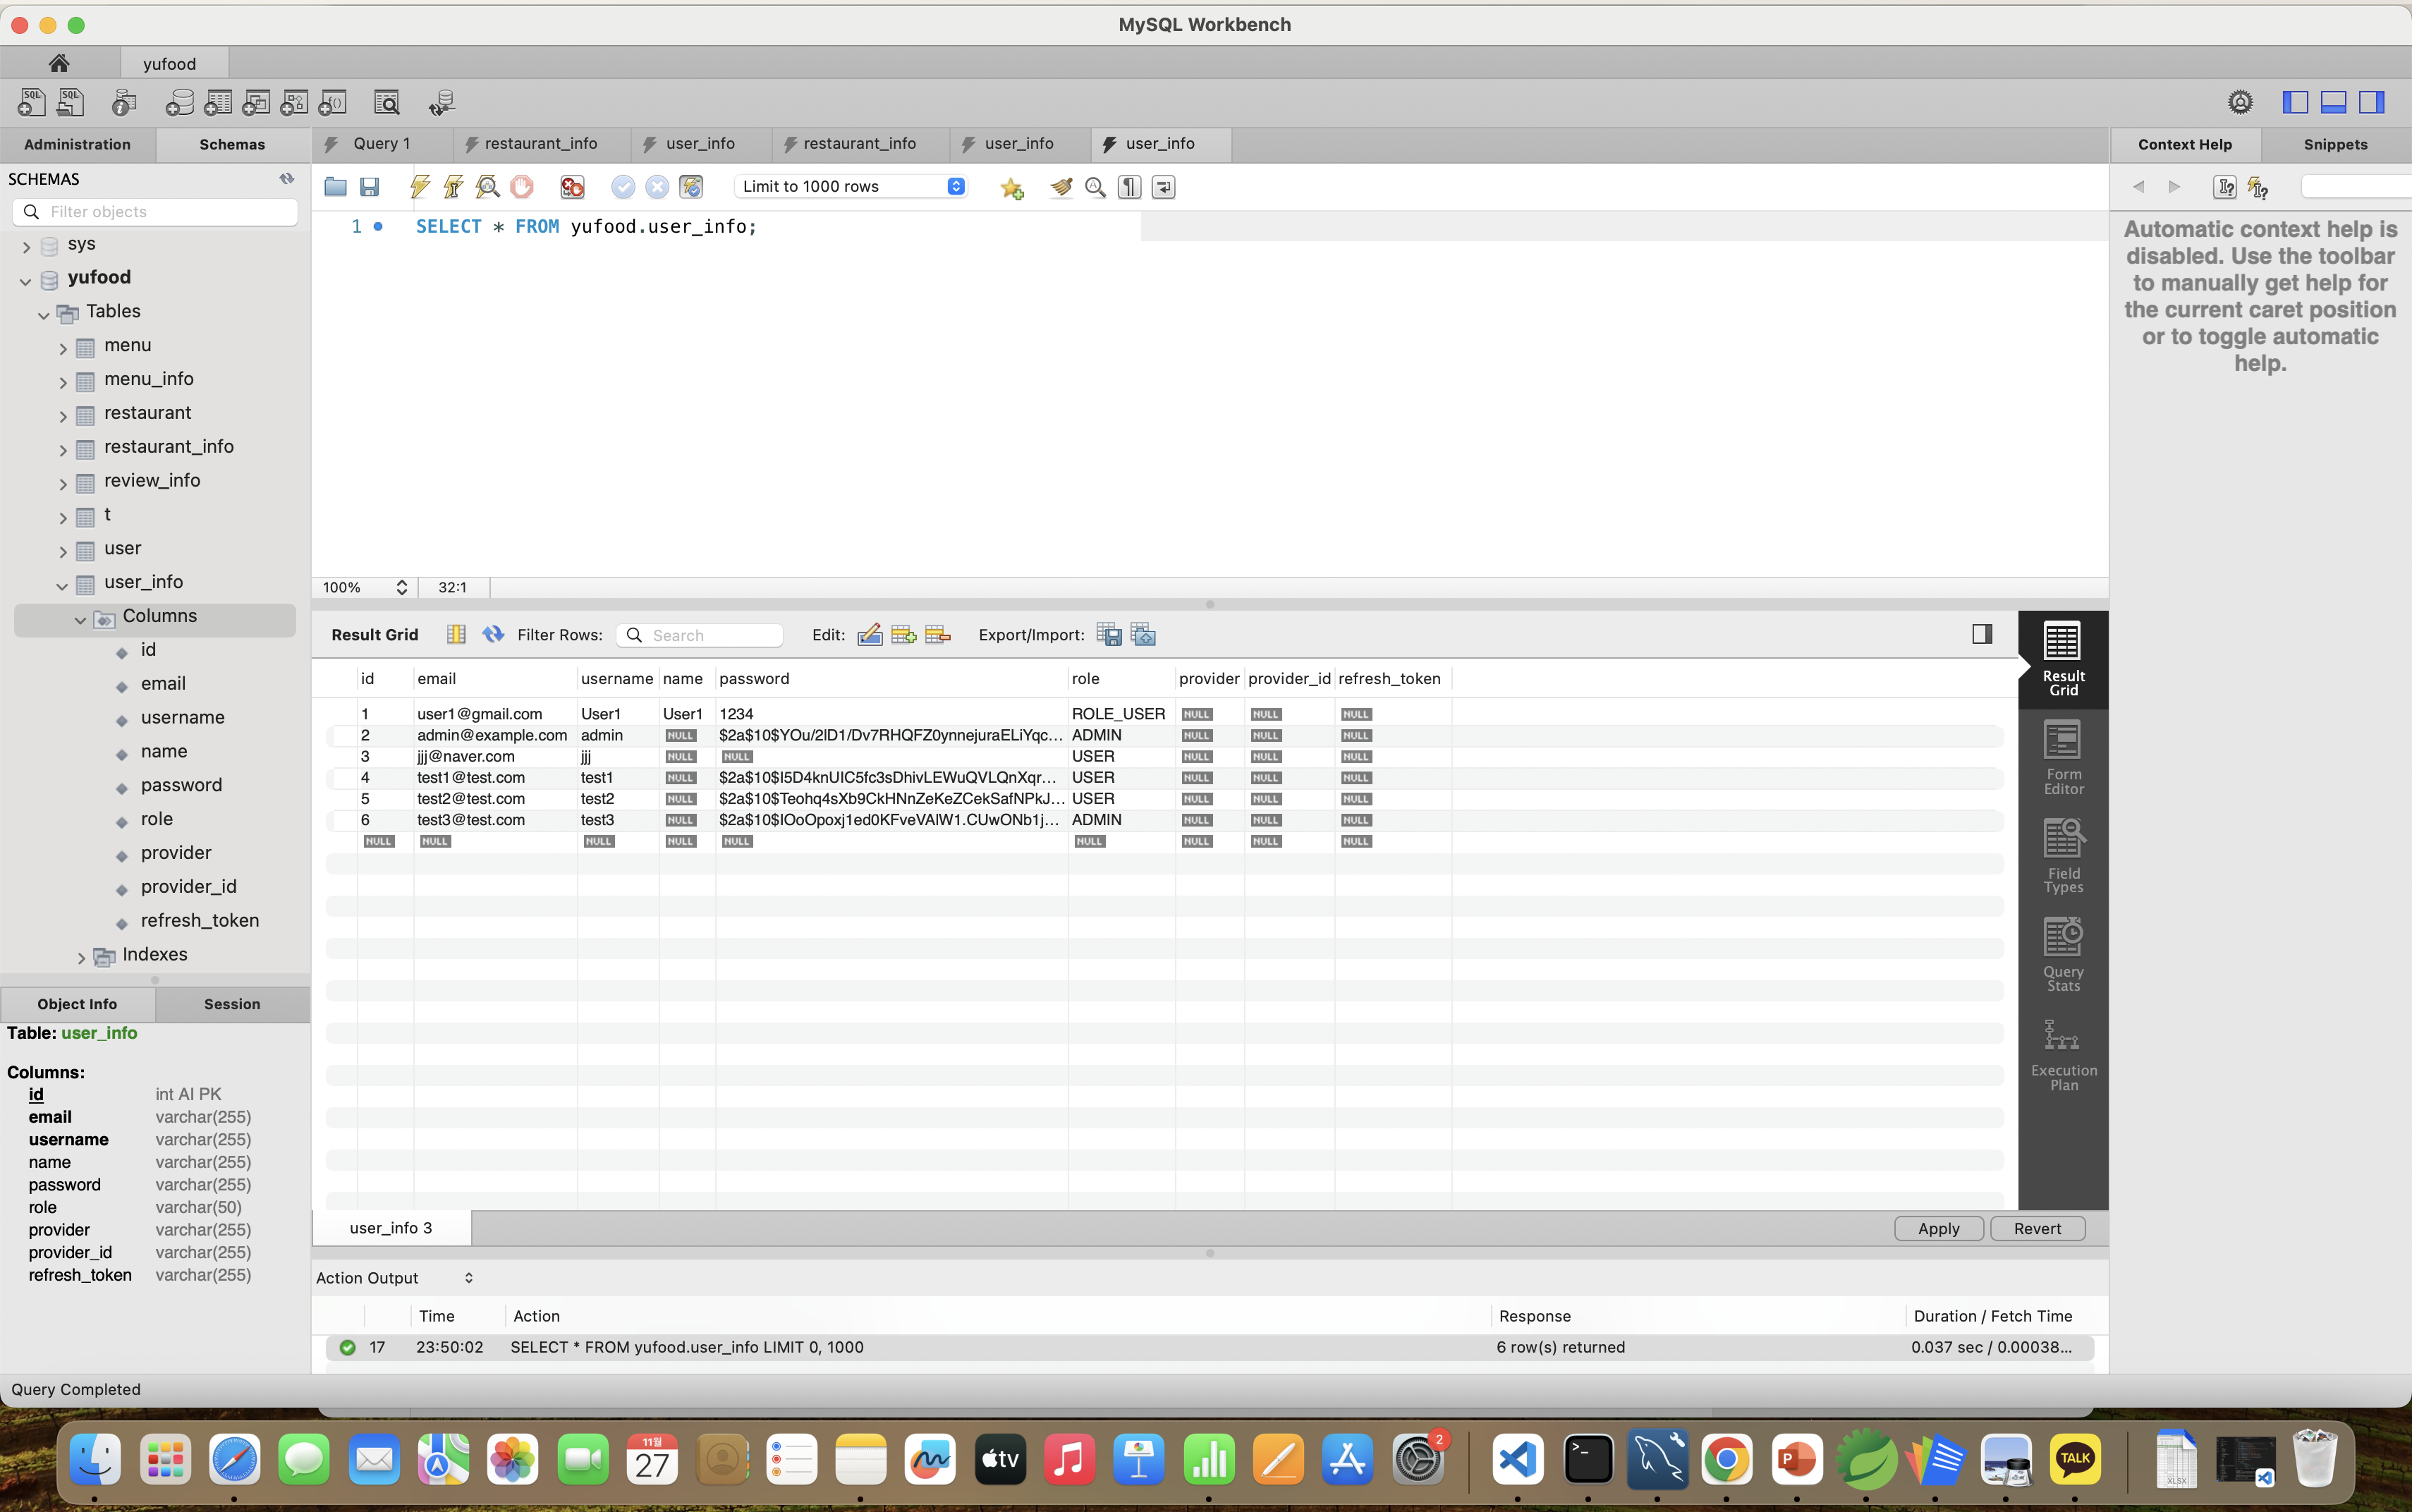 MySQL Workbench
yufood
Administration
Schemas
Query 1
restaurant_info
user_info
restaurant_info
user_info
user_info
Context Help
Snippets
SCHEMAS
Filter objects
Limit to 1000 rows
sys
yufood
Tables
menu
menu_info
restaurant
restaurant_info
review_info
t
user
user_info
Columns
id
email
username
name
password
role
provider
provider_id
refresh_token
Indexes
1 SELECT * FROM yufood.user_info;
Automatic context help is
disabled. Use the toolbar
to manually get help for
the current caret position
or to toggle automatic
help.
100% 32:1
Result Grid Filter Rows: Search Edit: Export/Import:
id email username name password role provider provider_id refresh_token
1 user1@gmail.com User1 User1 1234 ROLE_USER NULL NULL NULL
2 admin@example.com admin NULL $2a$10$YOu/2ID1/Dv7RHQFZ0ynnejuraELiYqc... ADMIN NULL NULL NULL
3 jjj@naver.com jjj NULL NULL USER NULL NULL NULL
4 test1@test.com test1 NULL $2a$10$I5D4knUIC5fc3sDhivLEWuQVLQnXqr... USER NULL NULL NULL
5 test2@test.com test2 NULL $2a$10$Teohq4sXb9CkHNnZeKeZCekSafNPkJ... USER NULL NULL NULL
6 test3@test.com test3 NULL $2a$10$IOoOpoxj1ed0KFveVAlW1.CUwONb1j... ADMIN NULL NULL NULL
NULL NULL NULL NULL NULL NULL NULL NULL NULL
Result
Grid
Form
Editor
Field
Types
Query
Stats
Execution
Plan
Object Info
Session
Table: user_info
Columns:
id int AI PK
email varchar(255)
username varchar(255)
name varchar(255)
password varchar(255)
role varchar(50)
provider varchar(255)
provider_id varchar(255)
refresh_token varchar(255)
user_info 3
Apply
Revert
Action Output
Time Action Response Duration / Fetch Time
17 23:50:02 SELECT * FROM yufood.user_info LIMIT 0, 1000 6 row(s) returned 0.037 sec / 0.00038...
Query Completed
11월
27
tv
2
P
TALK
XLSX